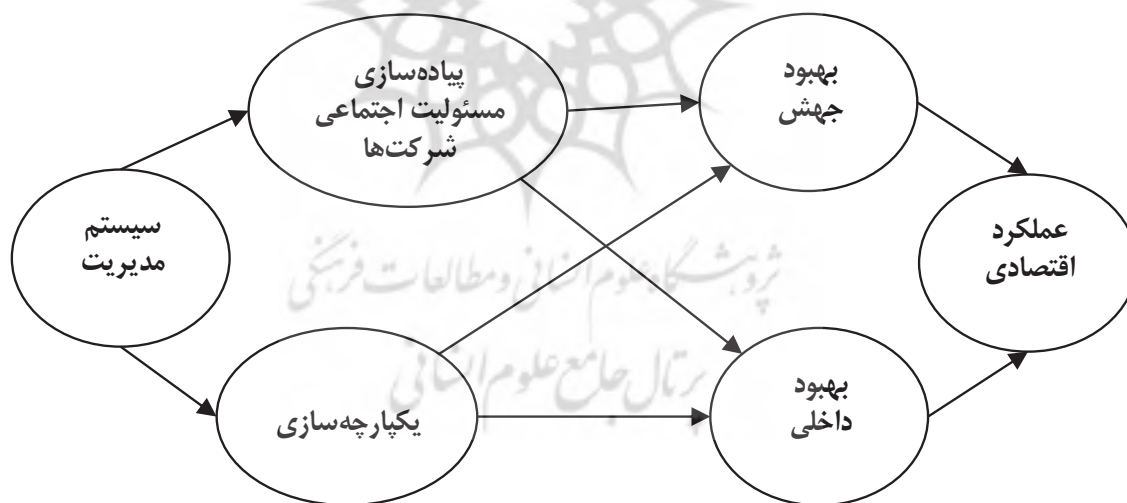 پیاده‌سازی
مسئولیت اجتماعی
شرکت‌ها
بهبود
جهش
سیستم
مدیریت
عملکرد
اقتصادی
پژوهشگاه علوم انسانی و مطالعات فرهنگی
پرتال جامع علوم انسانی
یکپارچه‌سازی
بهبود
داخلی